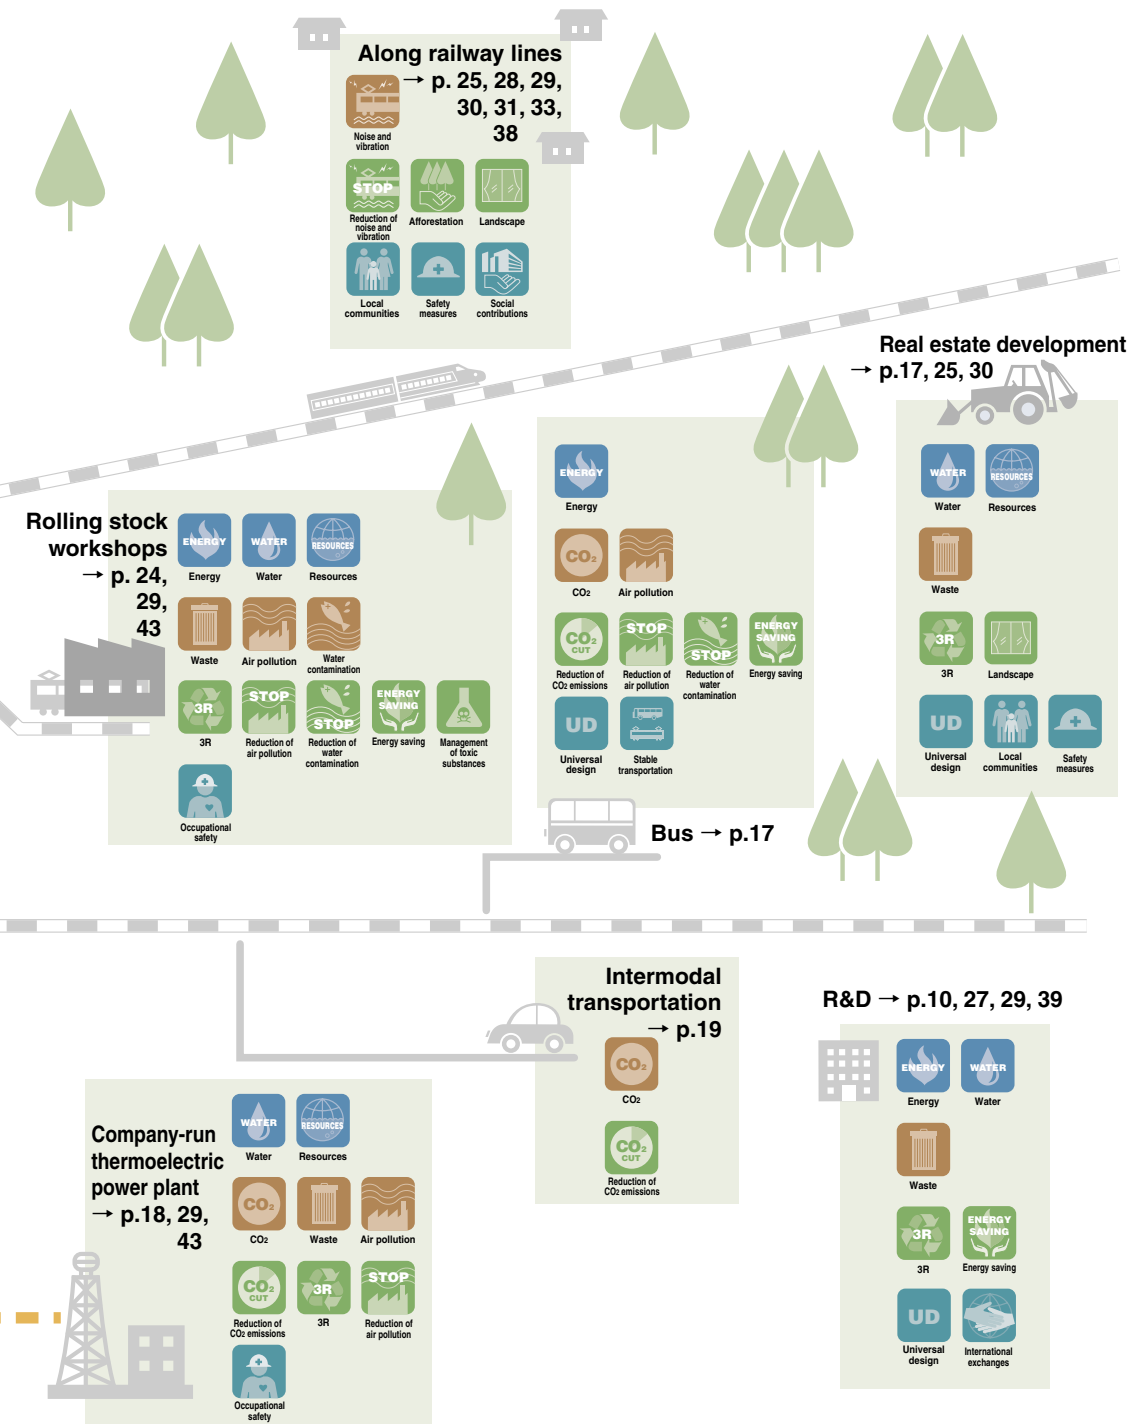 Along railway lines
→ p. 25, 28, 29,
30, 31, 33,
38
Noise and
vibration
STOP
Reduction of
noise and
vibration
Afforestation
Landscape
Local
communities
Safety
measures
Social
contributions
Real estate development
→ p.17, 25, 30
WATER
Water
RESOURCES
Resources
Waste
3R
3R
Landscape
UD
Universal
design
Local
communities
Safety
measures
ENERGY
Energy
CO2
CO2
Air pollution
CO2
CUT
Reduction of
CO2 emissions
STOP
Reduction of
air pollution
STOP
Reduction of
water
contamination
ENERGY
SAVING
Energy saving
UD
Universal
design
Stable
transportation
Bus → p.17
Rolling stock
workshops
→ p. 24,
29,
43
ENERGY
Energy
WATER
Water
RESOURCES
Resources
Waste
Air pollution
Water
contamination
3R
3R
STOP
Reduction of
air pollution
STOP
Reduction of
water
contamination
ENERGY
SAVING
Energy saving
Management
of toxic
substances
Occupational
safety
Intermodal
transportation
→ p.19
CO2
CO2
CO2
CUT
Reduction of
CO2 emissions
R&D → p.10, 27, 29, 39
ENERGY
Energy
WATER
Water
Waste
3R
3R
ENERGY
SAVING
Energy saving
UD
Universal
design
International
exchanges
Company-run
thermoelectric
power plant
→ p.18, 29,
43
WATER
Water
RESOURCES
Resources
CO2
CO2
Waste
Air pollution
CO2
CUT
Reduction of
CO2 emissions
3R
3R
STOP
Reduction of
air pollution
Occupational
safety